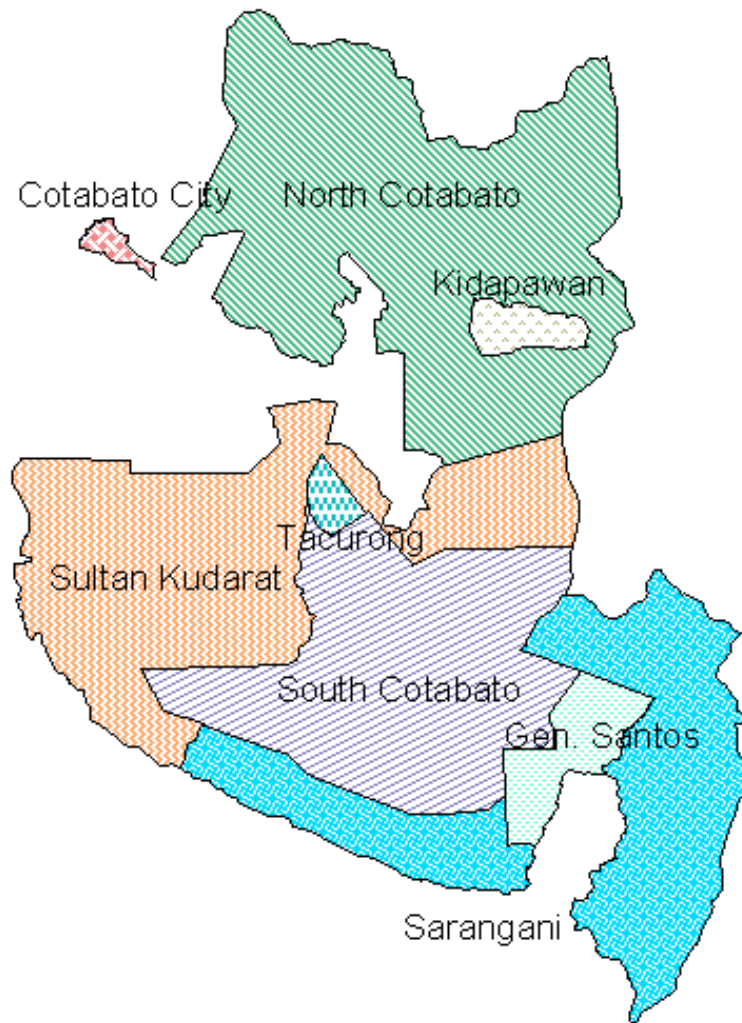 Cotabato City
North Cotabato
Kidapawan
Tacurong
Sultan Kudarat
South Cotabato
Gen. Santos
Sarangani